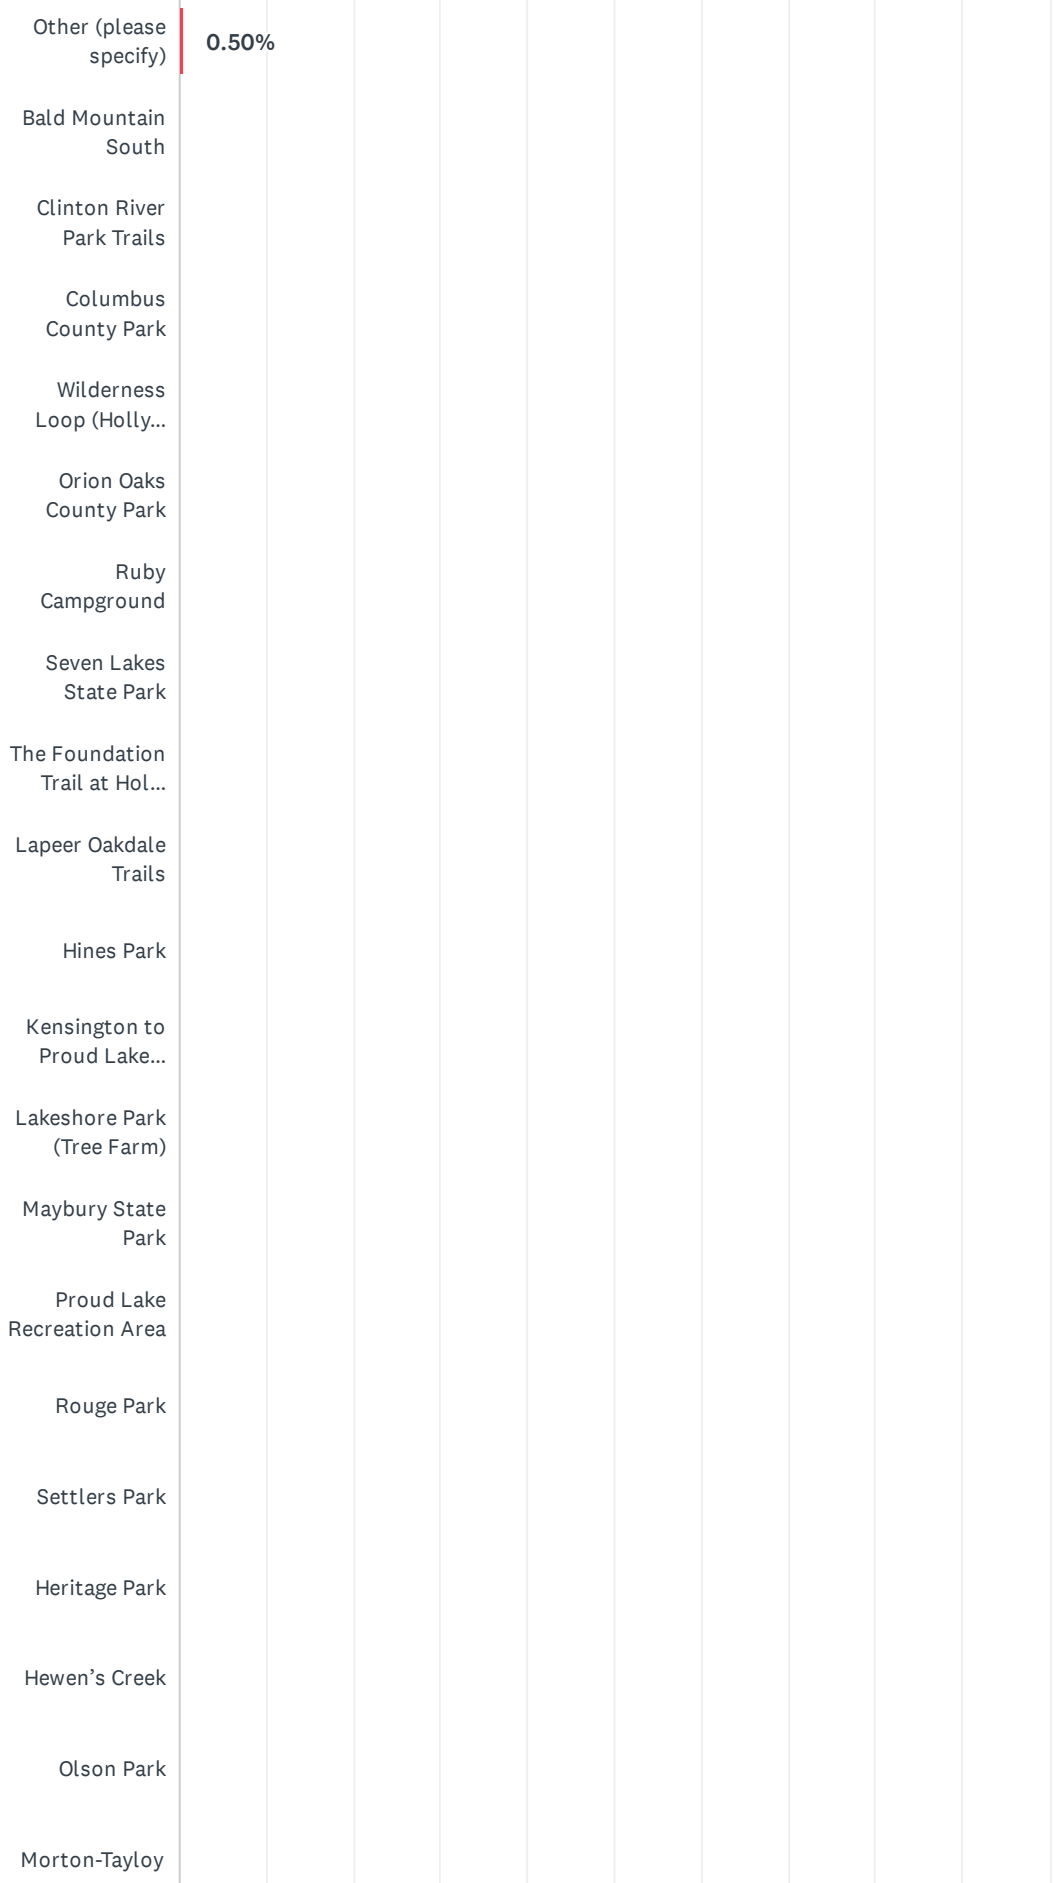 Other (please
specify)
0.50%
Bald Mountain
South
Clinton River
Park Trails
Columbus
County Park
Wilderness
Loop (Holly...
Orion Oaks
County Park
Ruby
Campground
Seven Lakes
State Park
The Foundation
Trail at Hol...
Lapeer Oakdale
Trails
Hines Park
Kensington to
Proud Lake...
Lakeshore Park
(Tree Farm)
Maybury State
Park
Proud Lake
Recreation Area
Rouge Park
Settlers Park
Heritage Park
Hewen’s Creek
Olson Park
Morton-Tayloy